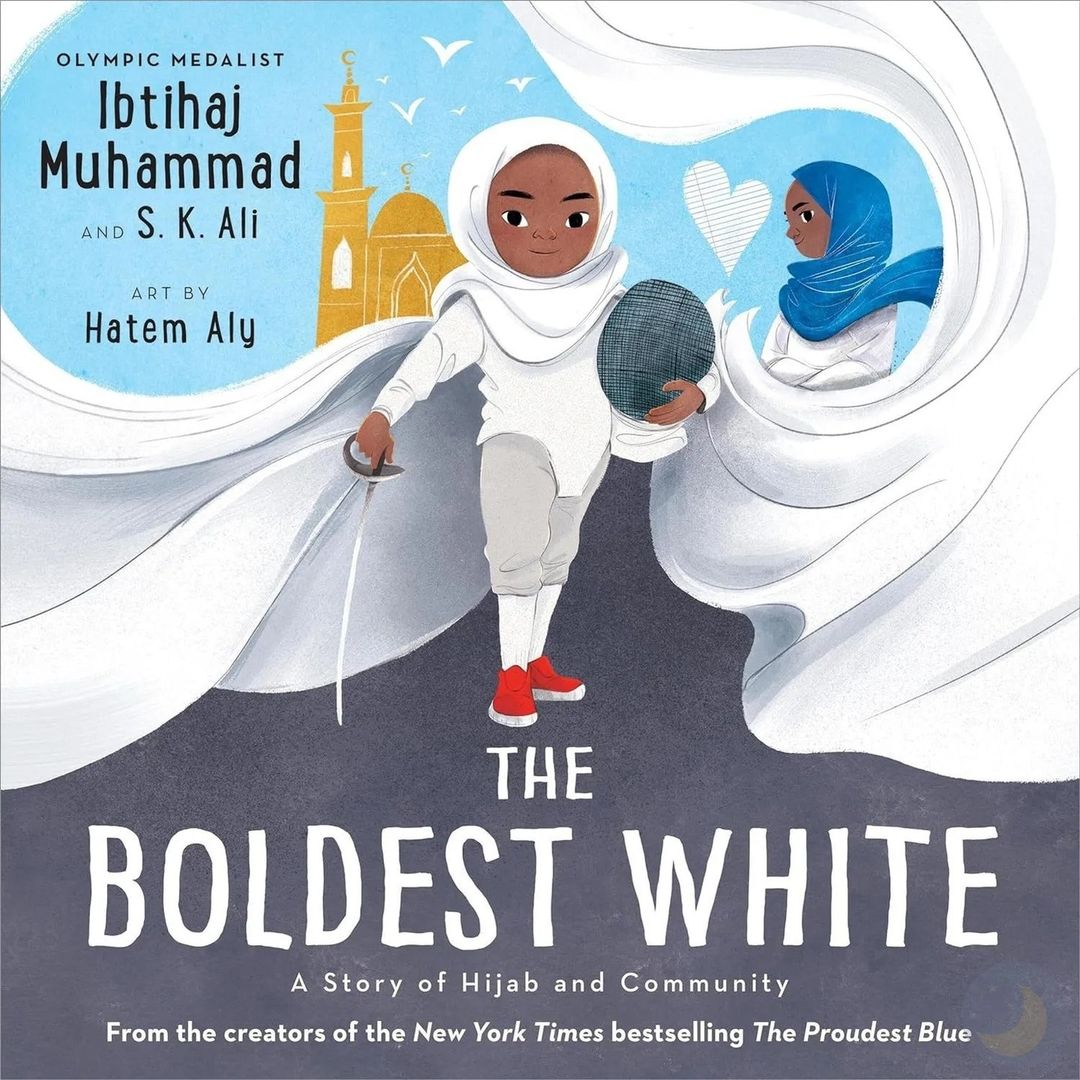 OLYMPIC MEDALIST
Ibtihaj
Muhammad
AND S. K. Ali
ART BY
Hatem Aly
THE
BOLDEST WHITE
A Story of Hijab and Community
From the creators of the New York Times bestselling The Proudest Blue